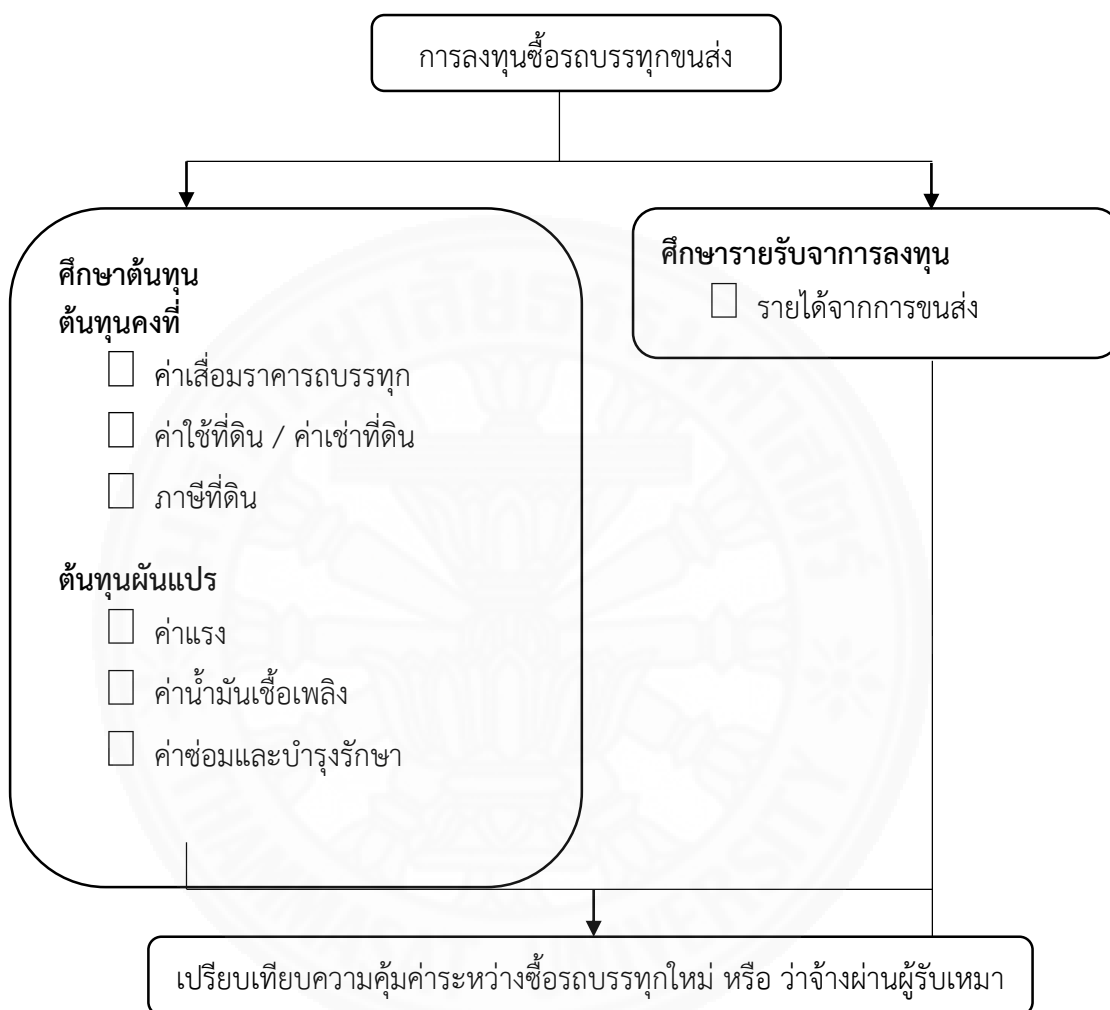 การลงทุนซื้อรถบรรทุกขนส่ง
ศึกษาต้นทุน
ต้นทุนคงที่
ค่าเสื่อมราคารถบรรทุก
ค่าใช้ที่ดิน / ค่าเช่าที่ดิน
ภาษีที่ดิน
ต้นทุนผันแปร
ค่าแรง
ค่าน้ำมันเชื้อเพลิง
ค่าซ่อมและบำรุงรักษา
ศึกษารายรับจาการลงทุน
รายได้จากการขนส่ง
เปรียบเทียบความคุ้มค่าระหว่างซื้อรถบรรทุกใหม่ หรือ ว่าจ้างผ่านผู้รับเหมา